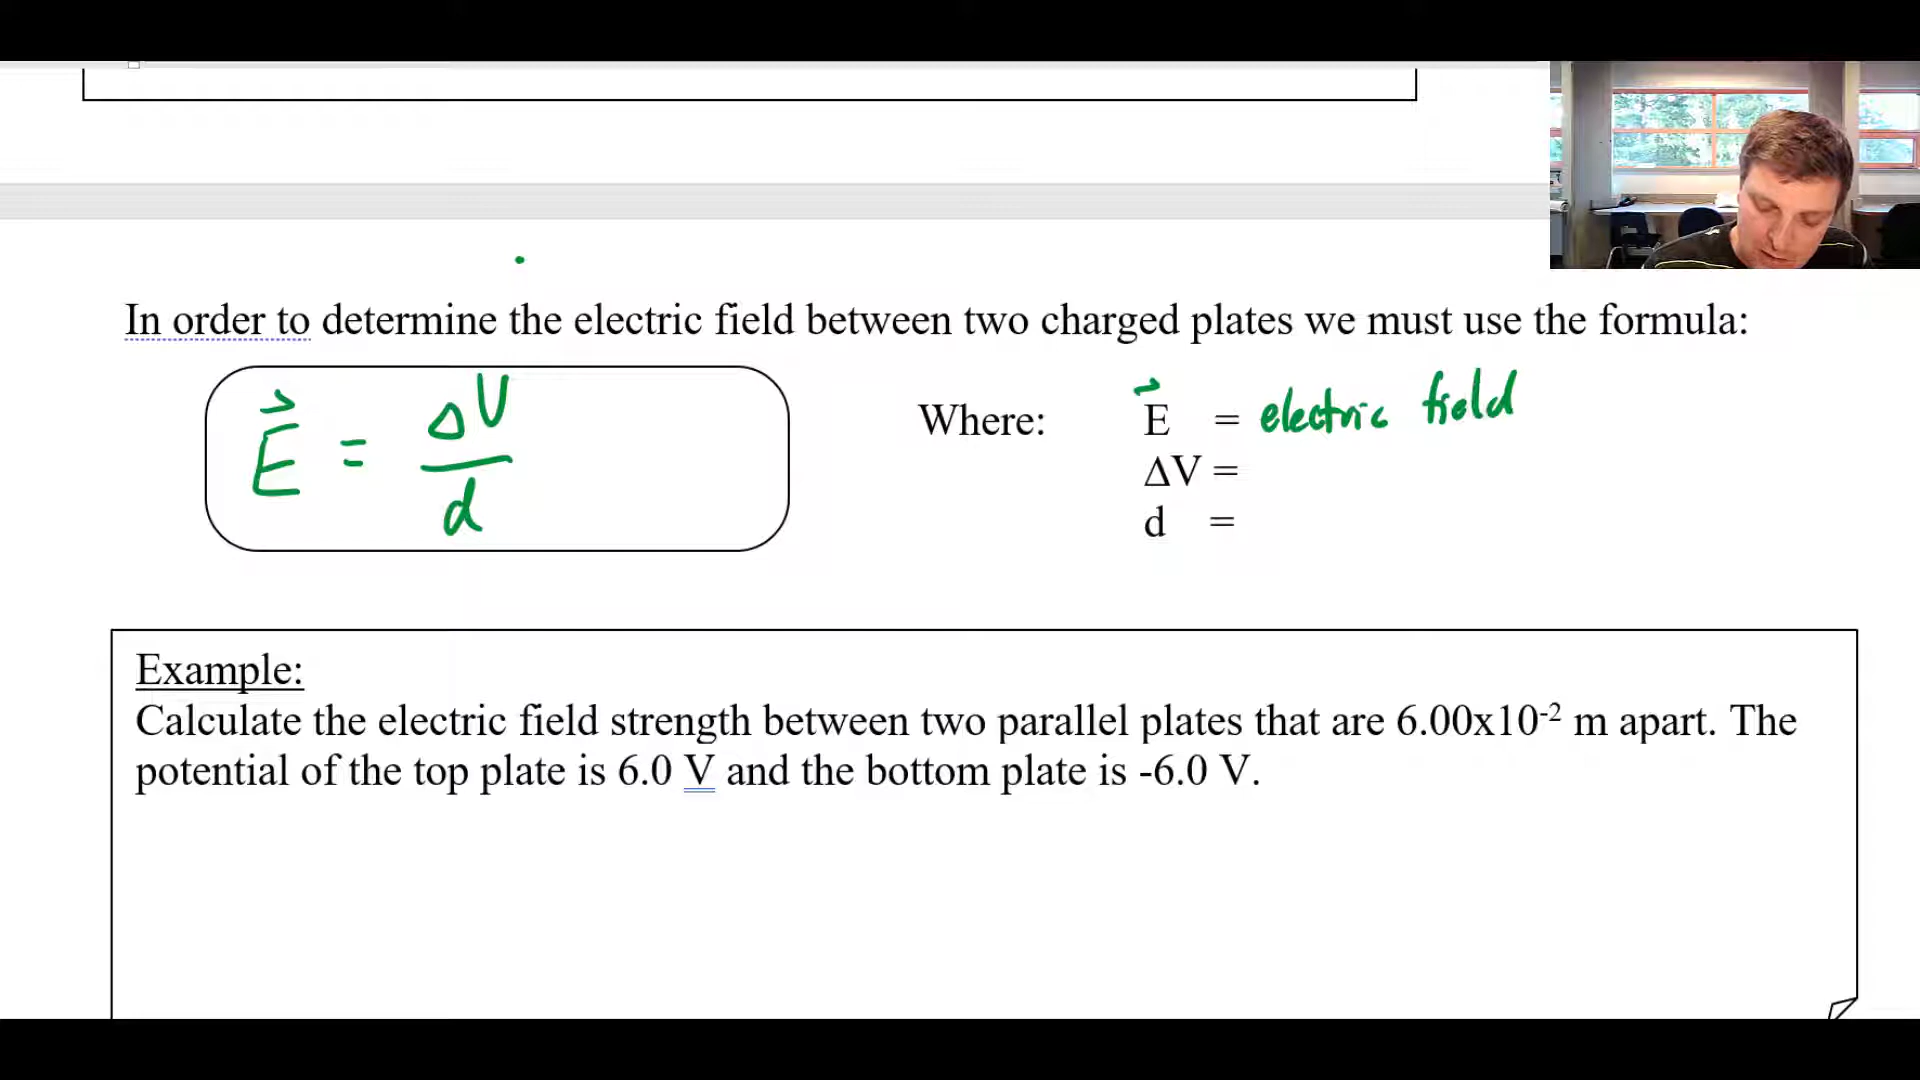 In order to determine the electric field between two charged plates we must use the formula:
E⃗ = ΔV/d
Where: E⃗ = electric field
ΔV =
d =
Example:
Calculate the electric field strength between two parallel plates that are 6.00x10⁻² m apart. The
potential of the top plate is 6.0 V and the bottom plate is -6.0 V.